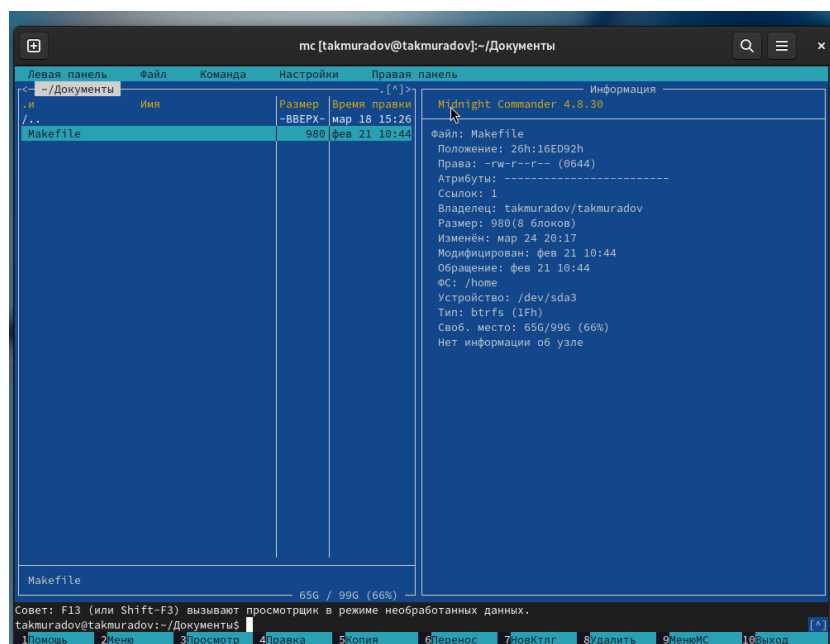 mc [takmuradov@takmuradov]:~/Документы
Левая панель Файл Команда Настройки Правая панель
<- ~/Документы .[^]>
.и Имя Размер Время правки
/.. -ВВЕРХ- мар 18 15:26
Makefile 980 фев 21 10:44
Makefile
65G / 99G (66%)
Информация
Midnight Commander 4.8.30
Файл: Makefile
Положение: 26h:16ED92h
Права: -rw-r--r-- (0644)
Атрибуты: -------------------------
Ссылок: 1
Владелец: takmuradov/takmuradov
Размер: 980(8 блоков)
Изменён: мар 24 20:17
Модифицирован: фев 21 10:44
Обращение: фев 21 10:44
ФС: /home
Устройство: /dev/sda3
Тип: btrfs (1Fh)
Своб. место: 65G/99G (66%)
Нет информации об узле
Совет: F13 (или Shift-F3) вызывают просмотрщик в режиме необработанных данных.
takmuradov@takmuradov:~/Документы$ [^]
1Помощь 2Меню 3Просмотр 4Правка 5Копия 6Перенос 7НовКтлг 8Удалить 9МенюМС 10Выход